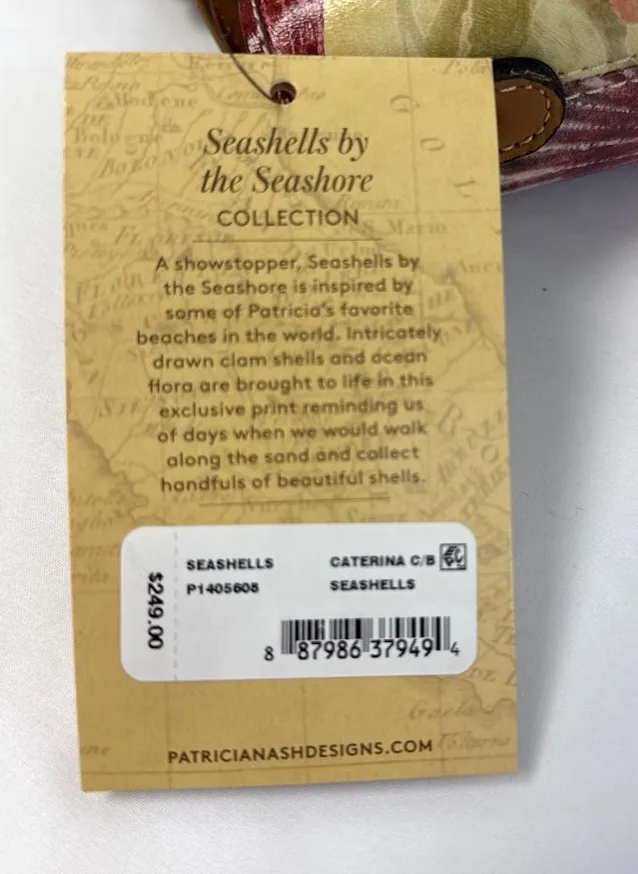 Seashells by
the Seashore
COLLECTION
A showstopper, Seashells by
the Seashore is inspired by
some of Patricia's favorite
beaches in the world. Intricately
drawn clam shells and ocean
flora are brought to life in this
exclusive print reminding us
of days when we would walk
along the sand and collect
handfuls of beautiful shells.
$249.00
SEASHELLS
P1405608
CATERINA C/B
SEASHELLS
8 87986 37949 4
PATRICIANASHDESIGNS.COM